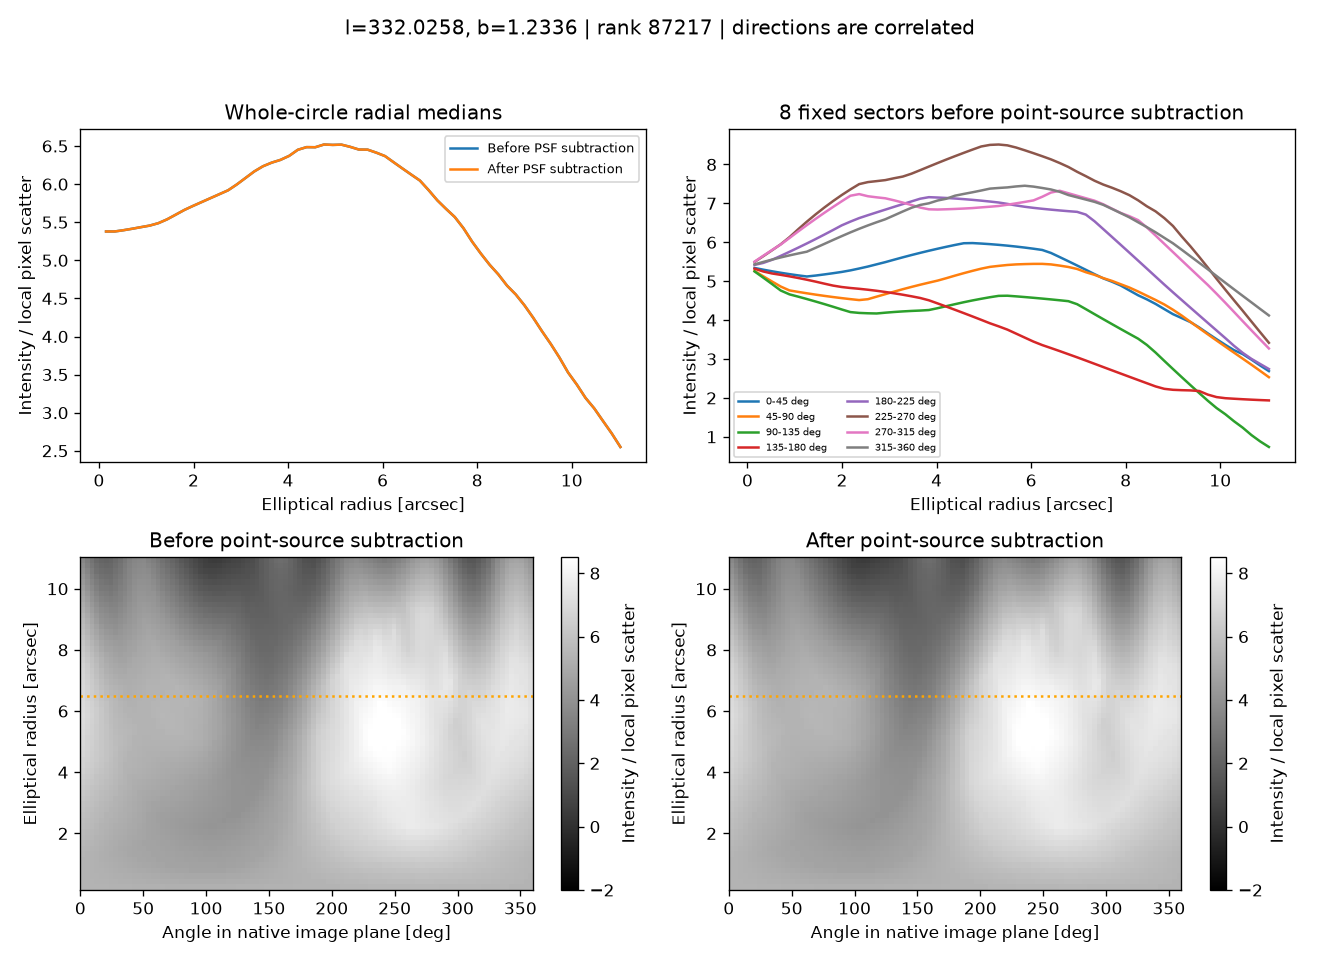 l=332.0258, b=1.2336 | rank 87217 | directions are correlated
Whole-circle radial medians
6.5
6.0
5.5
5.0
4.5
4.0
3.5
3.0
2.5
Intensity / local pixel scatter
Before PSF subtraction
After PSF subtraction
0 2 4 6 8 10
Elliptical radius [arcsec]
8 fixed sectors before point-source subtraction
8
7
6
5
4
3
2
1
Intensity / local pixel scatter
0-45 deg
45-90 deg
90-135 deg
135-180 deg
180-225 deg
225-270 deg
270-315 deg
315-360 deg
0 2 4 6 8 10
Elliptical radius [arcsec]
Before point-source subtraction
10
8
6
4
2
Elliptical radius [arcsec]
0 50 100 150 200 250 300 350
Angle in native image plane [deg]
8
6
4
2
0
−2
Intensity / local pixel scatter
After point-source subtraction
10
8
6
4
2
Elliptical radius [arcsec]
0 50 100 150 200 250 300 350
Angle in native image plane [deg]
8
6
4
2
0
−2
Intensity / local pixel scatter